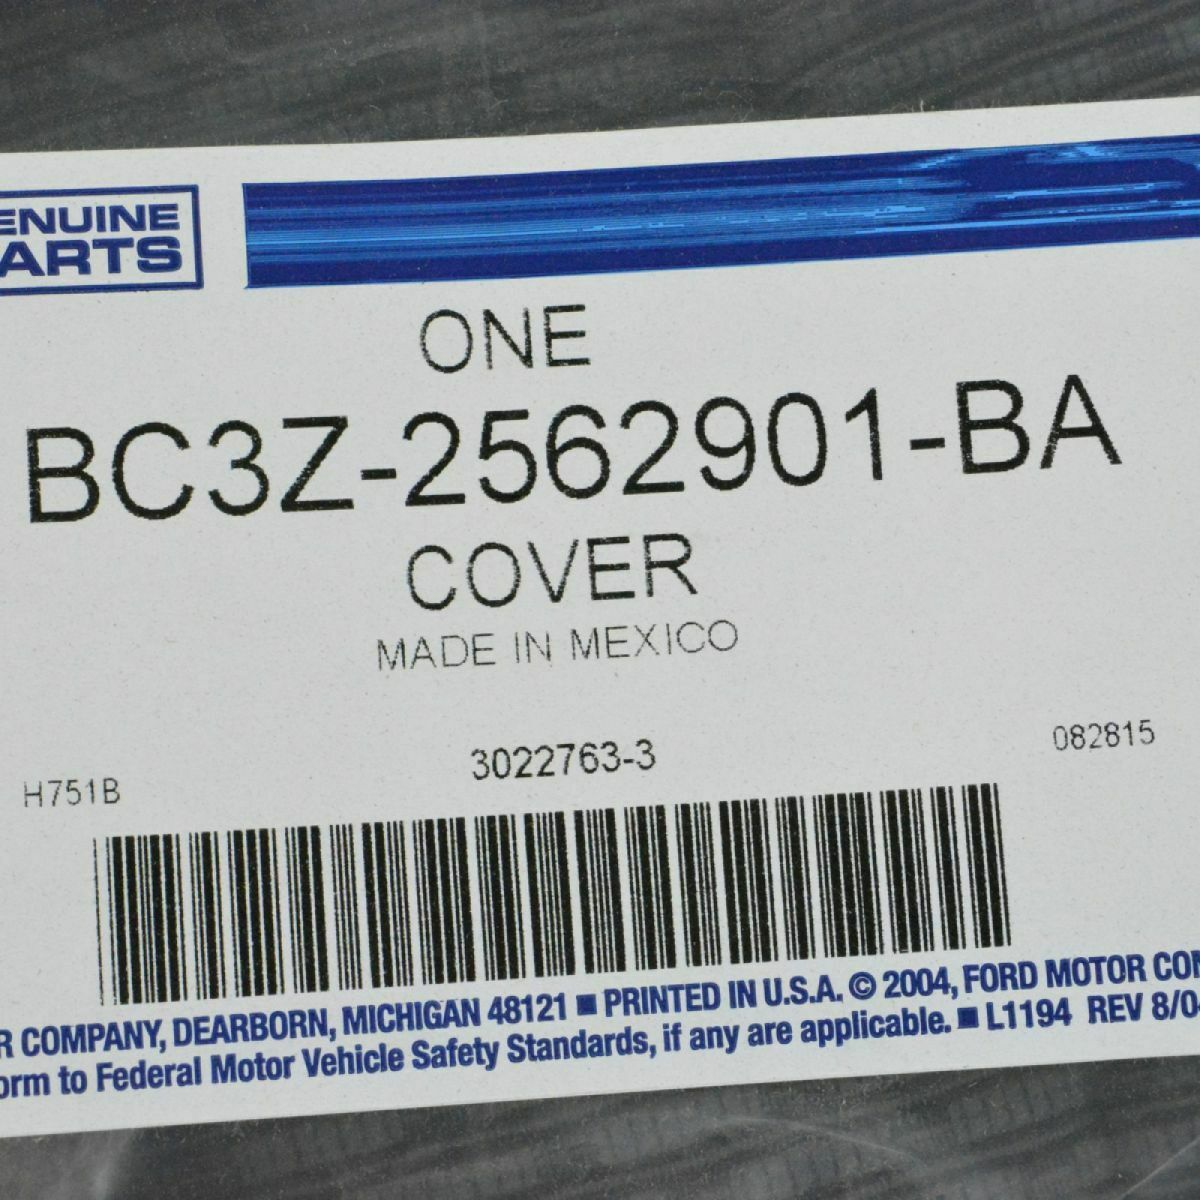 ENUINE
ARTS
ONE
BC3Z-2562901-BA
COVER
MADE IN MEXICO
H751B 3022763-3 082815
R COMPANY, DEARBORN, MICHIGAN 48121 ■ PRINTED IN U.S.A. © 2004, FORD MOTOR CO
orm to Federal Motor Vehicle Safety Standards, if any are applicable. ■ L1194 REV 8/0